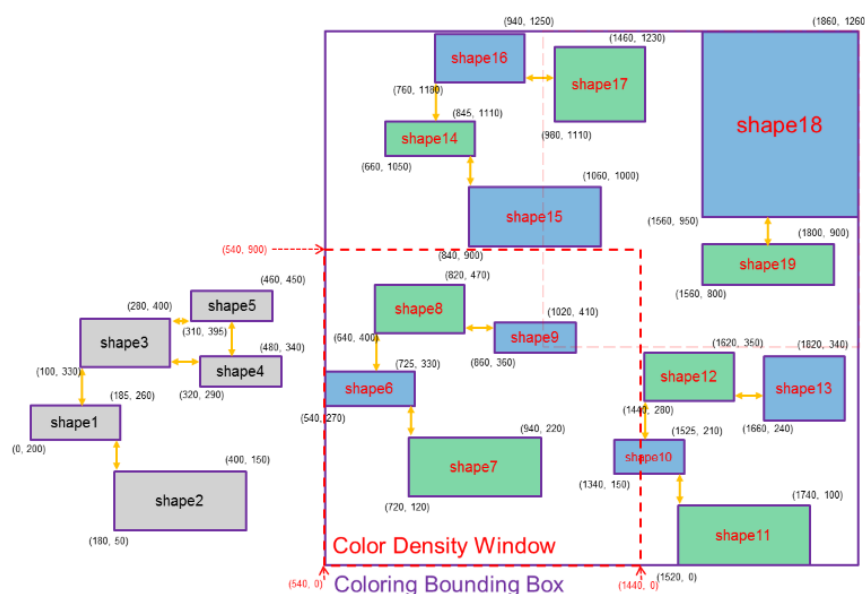 (940, 1250)
(1860, 1260)
shape16
(1460, 1230)
shape17
(760, 1180)
(845, 1110)
shape14
(980, 1110)
shape18
(660, 1050)
(1060, 1000)
shape15
(1560, 950)
(540, 900)
(840, 900)
(1800, 900)
shape19
(460, 450)
(820, 470)
(280, 400)
shape5
shape8
(1560, 800)
shape3
(310, 395)
(1020, 410)
(640, 400)
shape9
(480, 340)
(725, 330)
(860, 360)
(1620, 350)
(1820, 340)
(100, 330)
shape4
(185, 260)
(320, 290)
shape6
shape12
shape13
shape1
(540, 270)
(1440, 280)
(0, 200)
(940, 220)
(1525, 210)
(1660, 240)
(400, 150)
shape7
shape10
shape2
(1340, 150)
(720, 120)
(1740, 100)
(180, 50)
shape11
Color Density Window
(540, 0)
Coloring Bounding Box
(1440, 0)
(1520, 0)